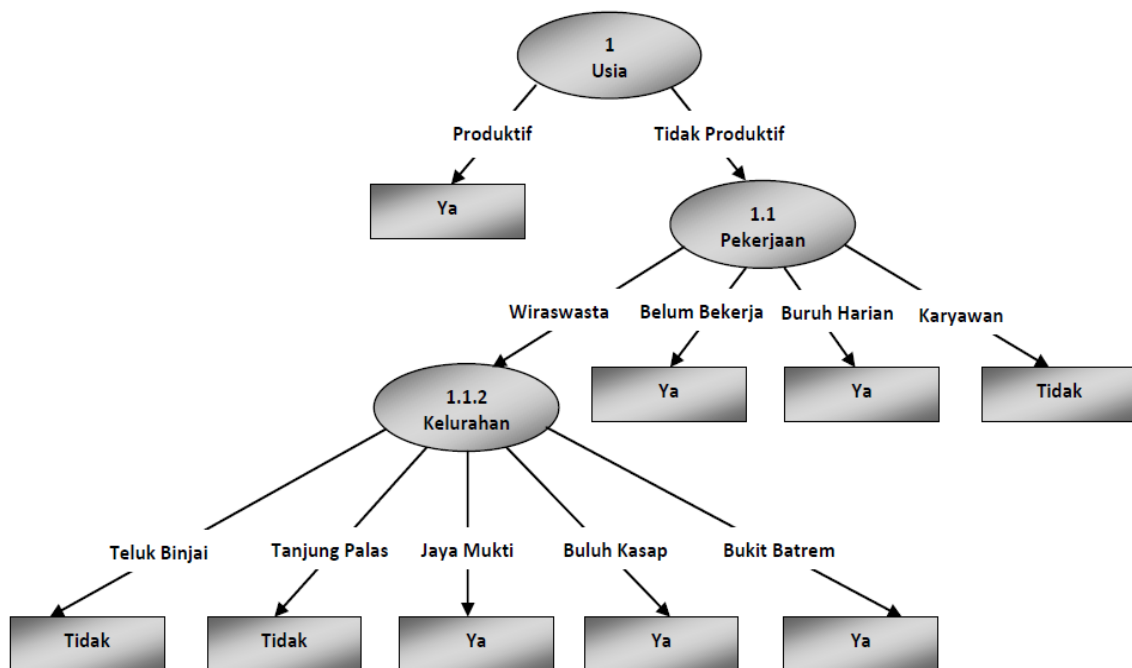 1
Usia
Produktif
Tidak Produktif
Ya
1.1
Pekerjaan
Wiraswasta
Belum Bekerja
Buruh Harian
Karyawan
1.1.2
Kelurahan
Ya
Ya
Tidak
Teluk Binjai
Tanjung Palas
Jaya Mukti
Buluh Kasap
Bukit Batrem
Tidak
Tidak
Ya
Ya
Ya